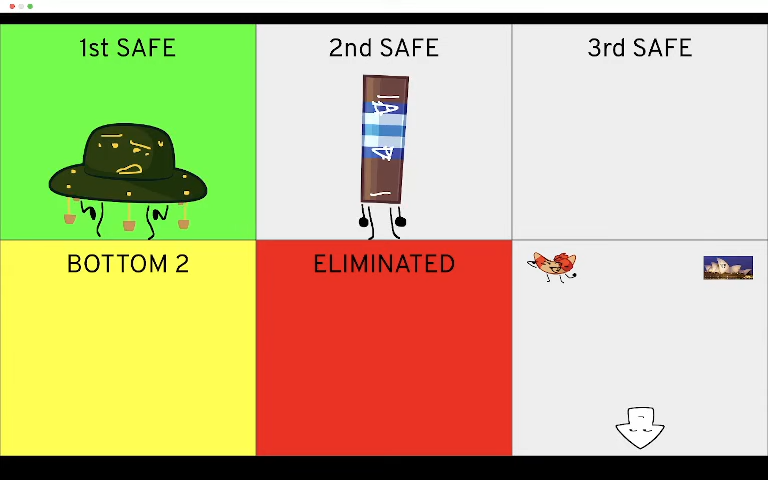 1st SAFE
2nd SAFE
3rd SAFE
BOTTOM 2
ELIMINATED